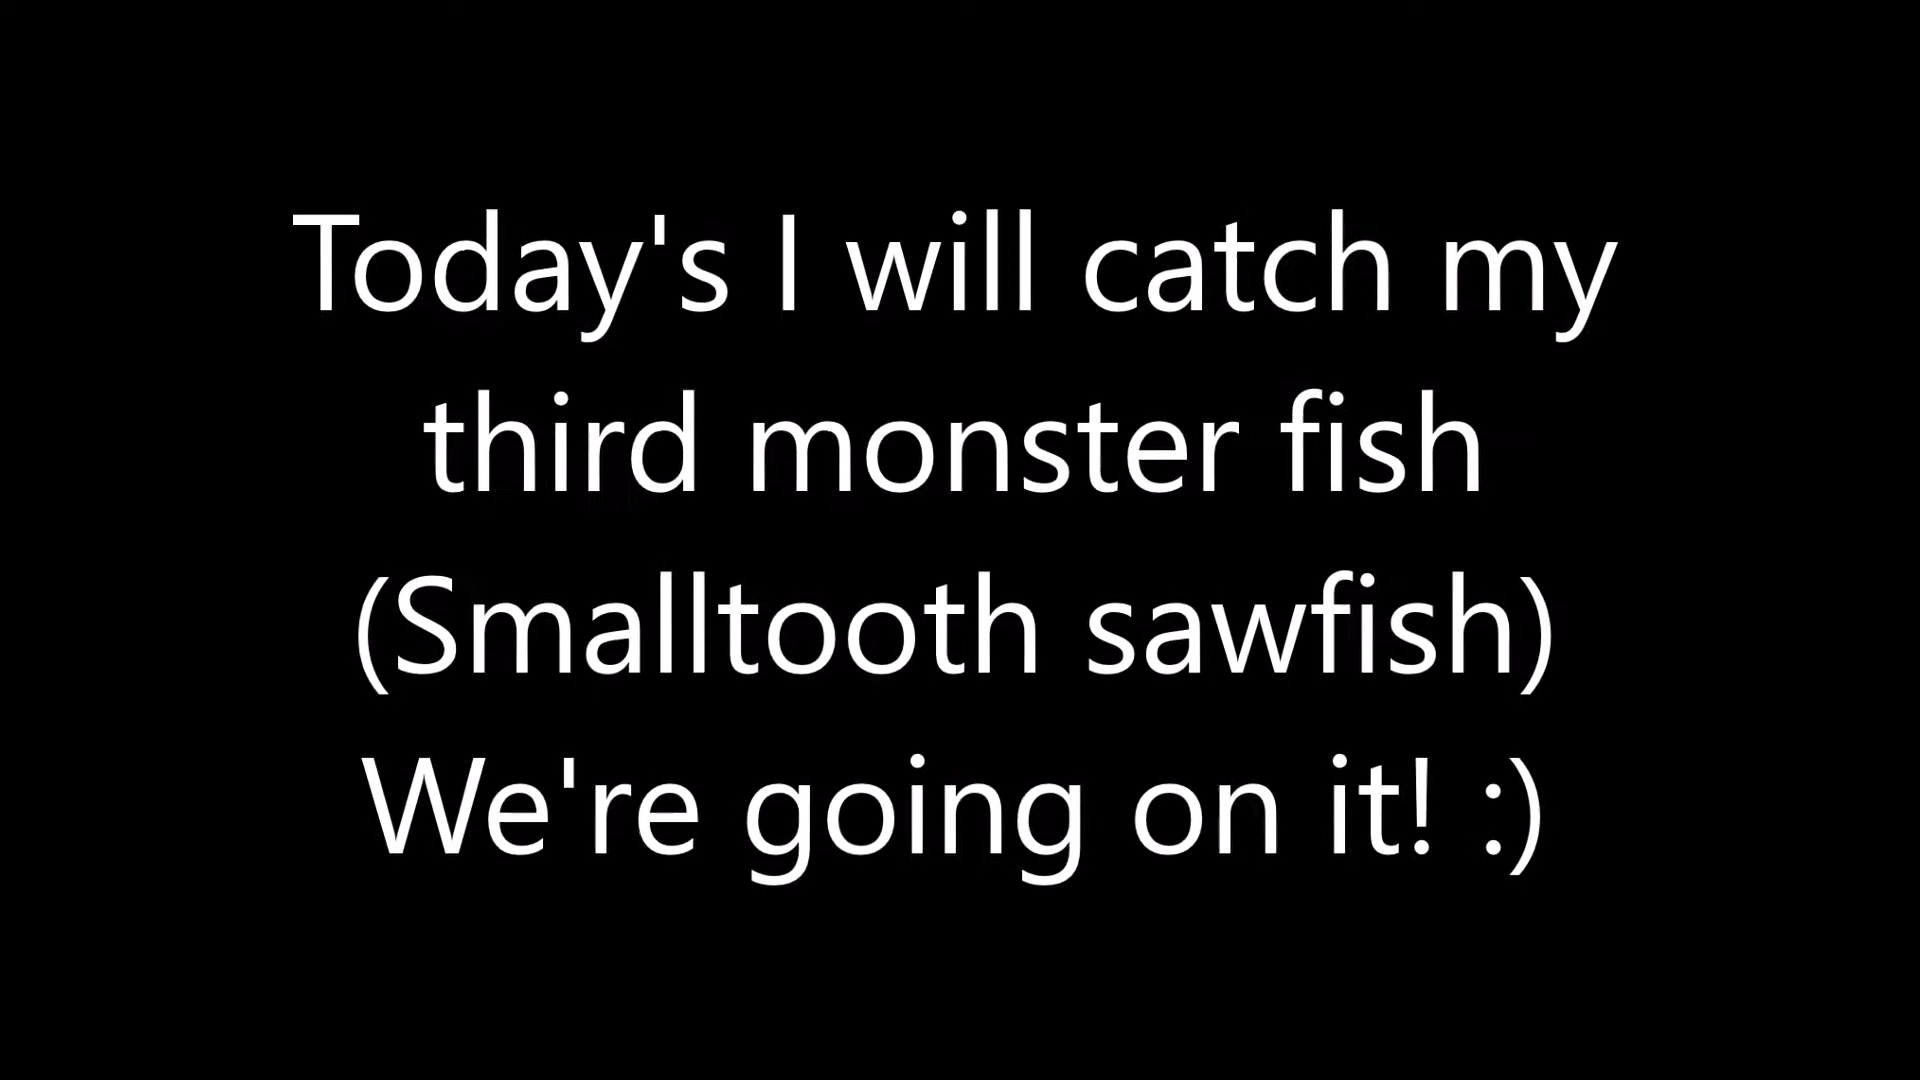 Today's I will catch my
third monster fish
(Smalltooth sawfish)
We're going on it! :)